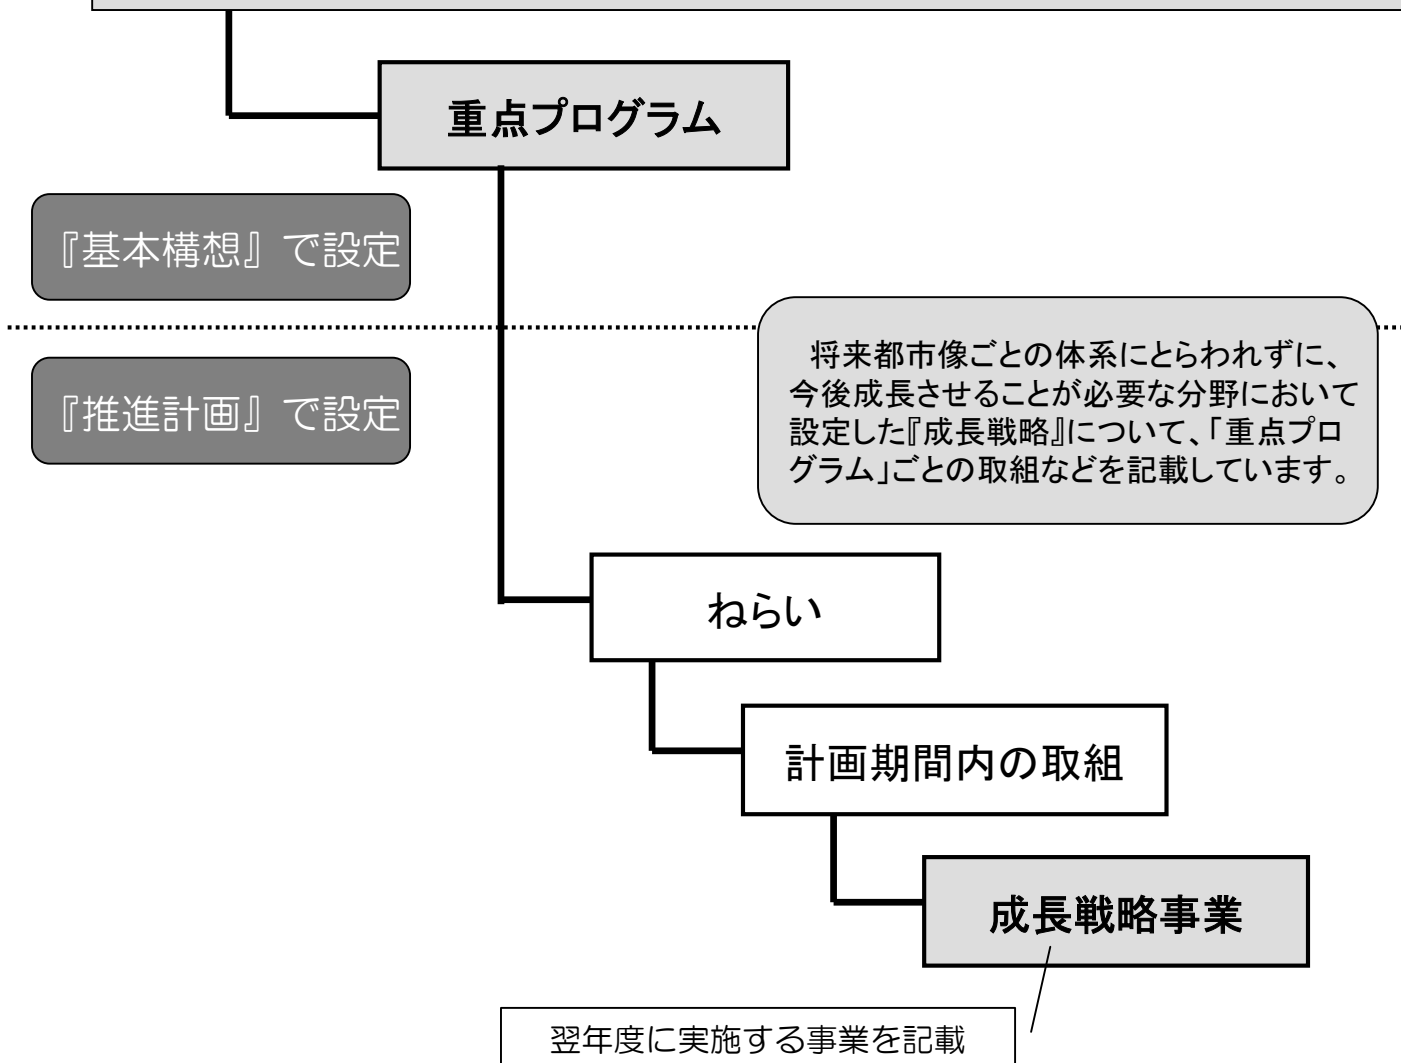 重点プログラム
『基本構想』で設定
『推進計画』で設定
将来都市像ごとの体系にとらわれずに、
今後成長させることが必要な分野において
設定した『成長戦略』について、「重点プロ
グラム」ごとの取組などを記載しています。
ねらい
計画期間内の取組
成長戦略事業
翌年度に実施する事業を記載